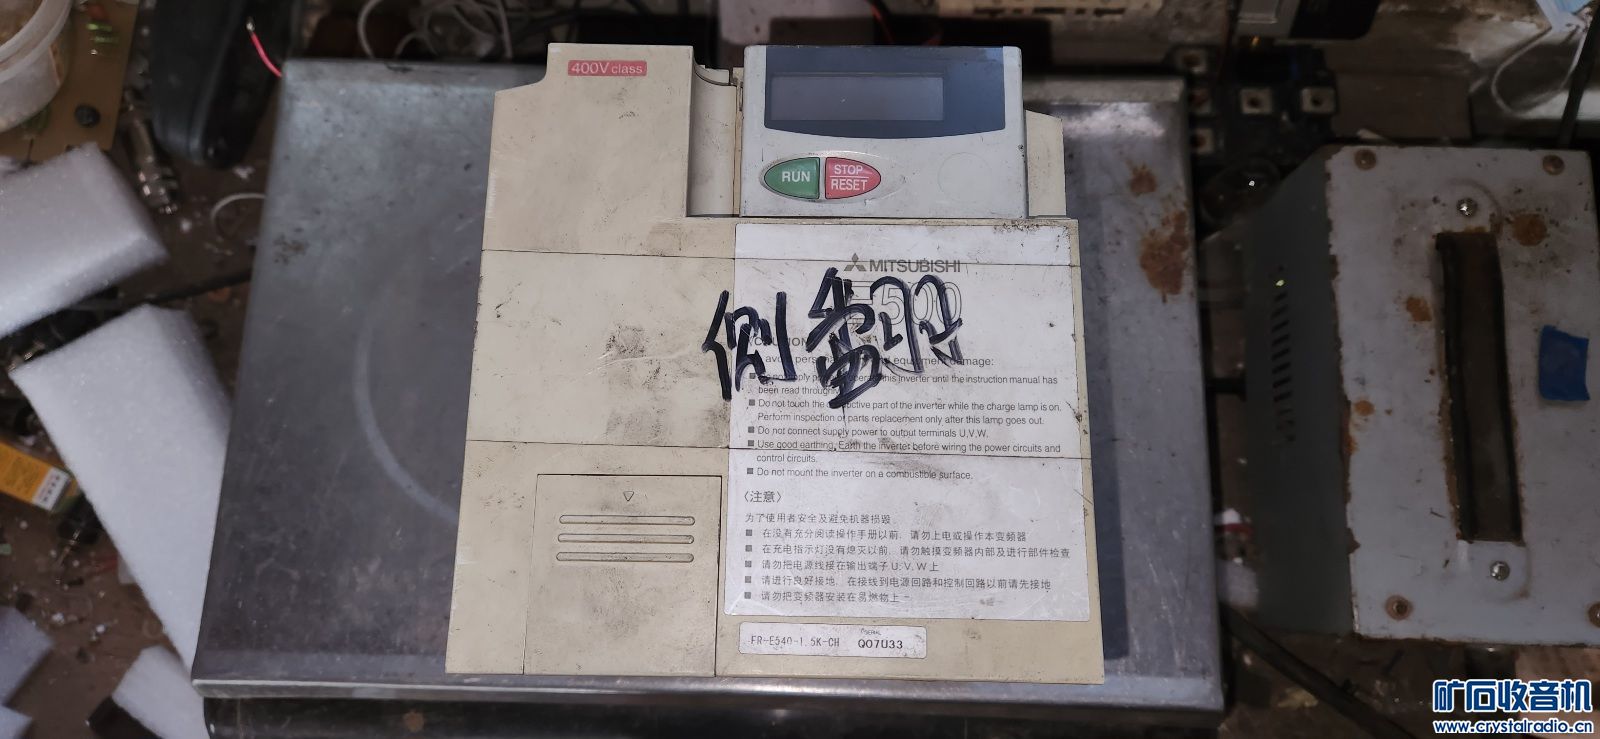 400V class
RUN
STOP
RESET
MITSUBISHI
500
avoid
equipment damage:
this inverter until the instruction manual has
been read through
Do not touch the conductive part of the inverter while the charge lamp is on.
Perform inspection or parts replacement only after this lamp goes out.
Do not connect supply power to output terminals U,V,W.
Use good earthing. Earth the inverter before wiring the power circuits and
control circuits.
Do not mount the inverter on a combustible surface.
〈注意〉
为了使用者安全及避免机器损毁
在没有充分阅读操作手册以前，请勿上电或操作本变频器
在充电指示灯没有熄灭以前，请勿触摸变频器内部及进行部件检查
请勿把电源线接在输出端子U.V.W上
请进行良好接地，在接线到电源回路和控制回路以前请先接地
请勿把变频器安装在易燃物上
FR-E540-1.5K-CH
SERIAL
Q07U33
矿石收音机
www.crystalradio.cn